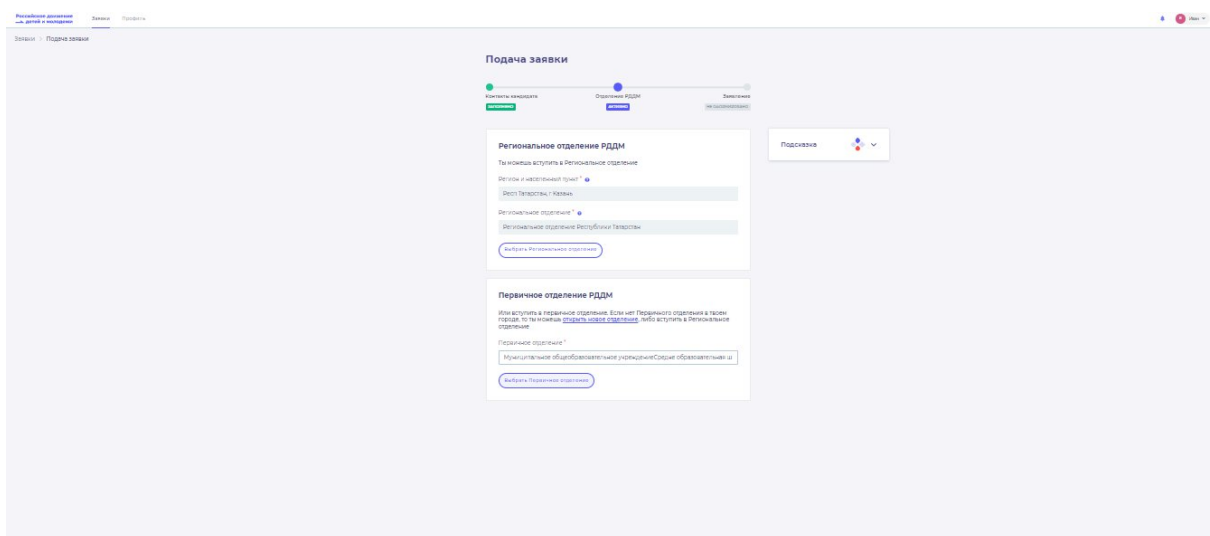 Российское движение
детей и молодежи
Заявки Профиль
Иван
Заявки > Подача заявки
Подача заявки
Контакты кандидата Отделение РДДМ Заявление
ЗАПОЛНЕНО АКТИВНО
Региональное отделение РДДМ
Подсказка
Ты можешь вступить в Региональное отделение
Регион и населенный пункт *
Респ Татарстан, г Казань
Региональное отделение *
Региональное отделение Республики Татарстан
Выбрать Региональное отделение
Первичное отделение РДДМ
Или вступить в первичное отделение. Если нет Первичного отделения в твоем
городе, то ты можешь открыть новое отделение, либо вступить в Региональное
отделение
Первичное отделение *
Муниципальное общеобразовательное учреждениеСредне образовательная ш
Выбрать Первичное отделение